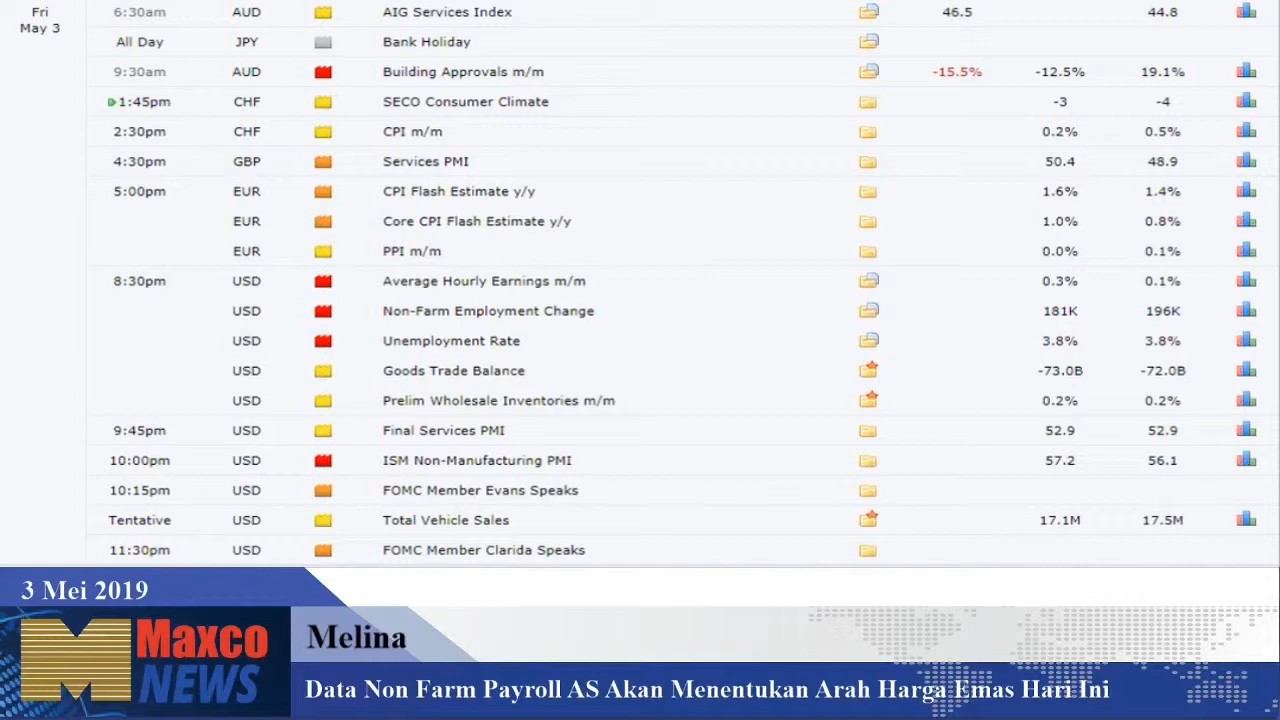 Fri 6:30am AUD AIG Services Index 46.5 44.8
May 3
All Day JPY Bank Holiday
9:30am AUD Building Approvals m/m -15.5% -12.5% 19.1%
1:45pm CHF SECO Consumer Climate -3 -4
2:30pm CHF CPI m/m 0.2% 0.5%
4:30pm GBP Services PMI 50.4 48.9
5:00pm EUR CPI Flash Estimate y/y 1.6% 1.4%
EUR Core CPI Flash Estimate y/y 1.0% 0.8%
EUR PPI m/m 0.0% 0.1%
8:30pm USD Average Hourly Earnings m/m 0.3% 0.1%
USD Non-Farm Employment Change 181K 196K
USD Unemployment Rate 3.8% 3.8%
USD Goods Trade Balance -73.0B -72.0B
USD Prelim Wholesale Inventories m/m 0.2% 0.2%
9:45pm USD Final Services PMI 52.9 52.9
10:00pm USD ISM Non-Manufacturing PMI 57.2 56.1
10:15pm USD FOMC Member Evans Speaks
Tentative USD Total Vehicle Sales 17.1M 17.5M
11:30pm USD FOMC Member Clarida Speaks
3 Mei 2019
Maxco
NEWS
Melina
Data Non Farm Payroll AS Akan Menentukan Arah Harga Emas Hari Ini